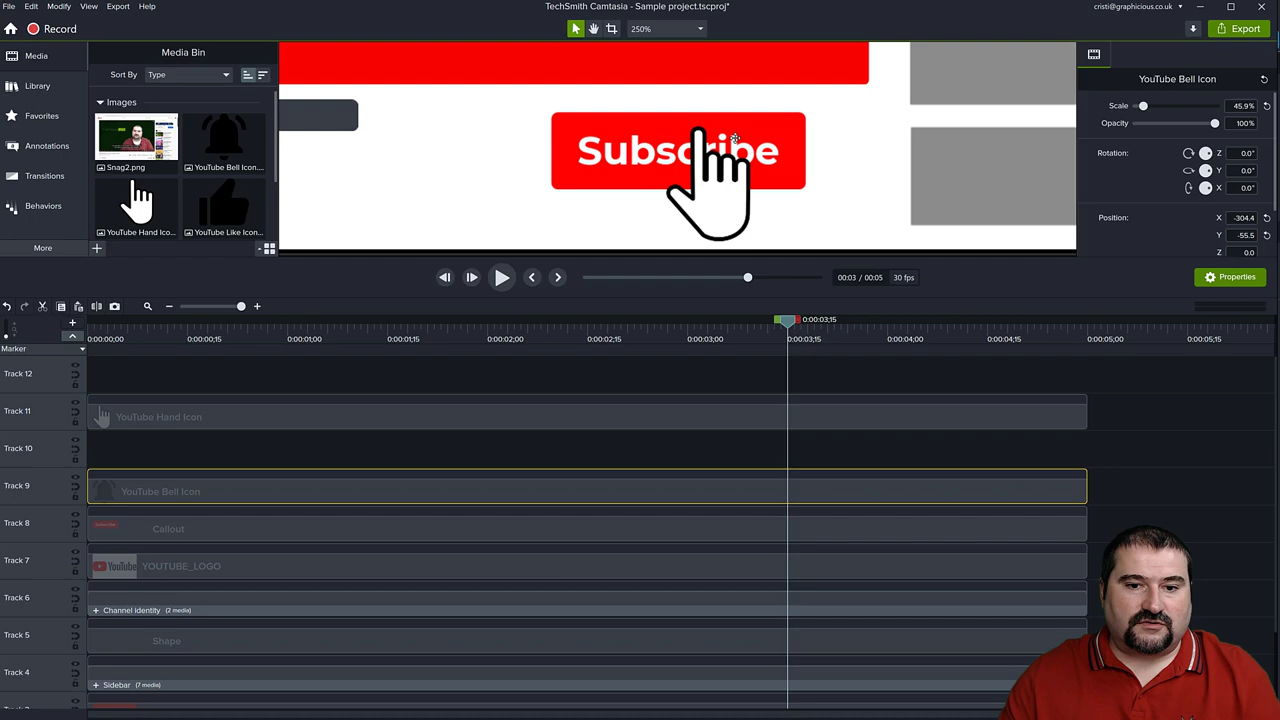 File Edit Modify View Export Help
TechSmith Camtasia - Sample project.tscproj*
cristi@graphicious.co.uk
Record
250%
Export
Media
Library
Favorites
Annotations
Transitions
Behaviors
More
Media Bin
Sort By Type
Images
Snag2.png
YouTube Bell Icon...
YouTube Hand Ico...
YouTube Like Icon...
Subscribe
YouTube Bell Icon
Scale 45.9%
Opacity 100%
Rotation: Z 0.0°
Y 0.0°
X 0.0°
Position: X -304.4
Y -55.5
Z 0.0
00:03 / 00:05 30 fps
Properties
0:00:03;15
Marker
0:00:00;00 0:00:00;15 0:00:01;00 0:00:01;15 0:00:02;00 0:00:02;15 0:00:03;00 0:00:03;15 0:00:04;00 0:00:04;15 0:00:05;00 0:00:05;15
Track 12
Track 11 YouTube Hand Icon
Track 10
Track 9 YouTube Bell Icon
Track 8 Subscribe Callout
Track 7 YouTube YOUTUBE_LOGO
Track 6
+ Channel identity (2 media)
Track 5 Shape
Track 4
+ Sidebar (7 media)